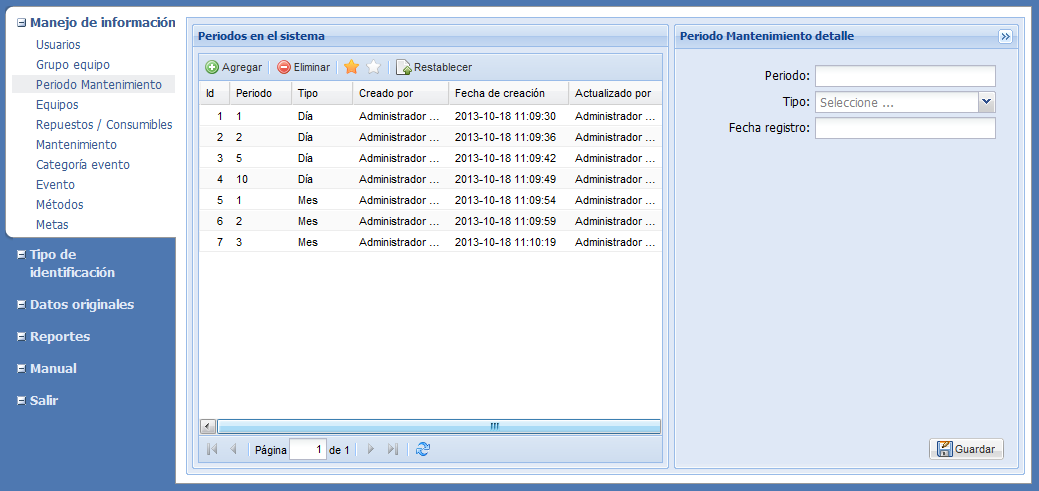 Manejo de información
Usuarios
Grupo equipo
Periodo Mantenimiento
Equipos
Repuestos / Consumibles
Mantenimiento
Categoría evento
Evento
Métodos
Metas
Tipo de
identificación
Datos originales
Reportes
Manual
Salir
Periodos en el sistema
Agregar Eliminar Restablecer
Id Periodo Tipo Creado por Fecha de creación Actualizado por
1 1 Día Administrador ... 2013-10-18 11:09:30 Administrador ...
2 2 Día Administrador ... 2013-10-18 11:09:36 Administrador ...
3 5 Día Administrador ... 2013-10-18 11:09:42 Administrador ...
4 10 Día Administrador ... 2013-10-18 11:09:49 Administrador ...
5 1 Mes Administrador ... 2013-10-18 11:09:54 Administrador ...
6 2 Mes Administrador ... 2013-10-18 11:09:59 Administrador ...
7 3 Mes Administrador ... 2013-10-18 11:10:19 Administrador ...
Página 1 de 1
Periodo Mantenimiento detalle
Periodo:
Tipo: Seleccione ...
Fecha registro:
Guardar